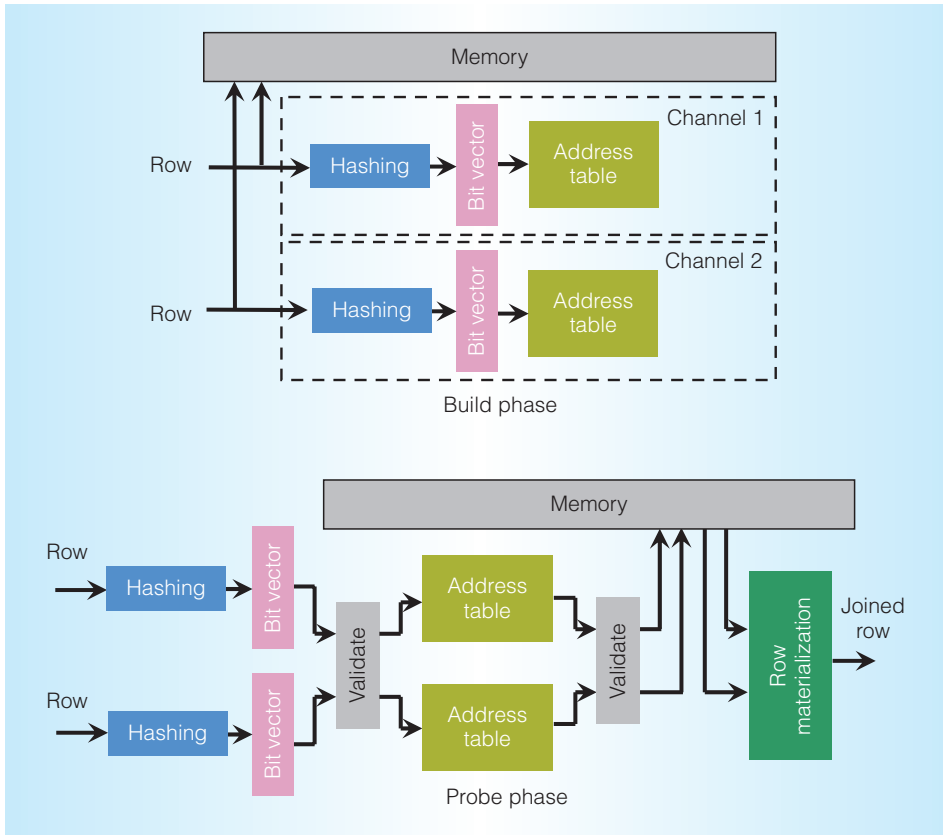 Memory
Channel 1
Row
Hashing
Bit vector
Address
table
Channel 2
Row
Hashing
Bit vector
Address
table
Build phase
Memory
Row
Hashing
Bit vector
Validate
Address
table
Validate
Row
materialization
Joined
row
Row
Hashing
Bit vector
Address
table
Probe phase